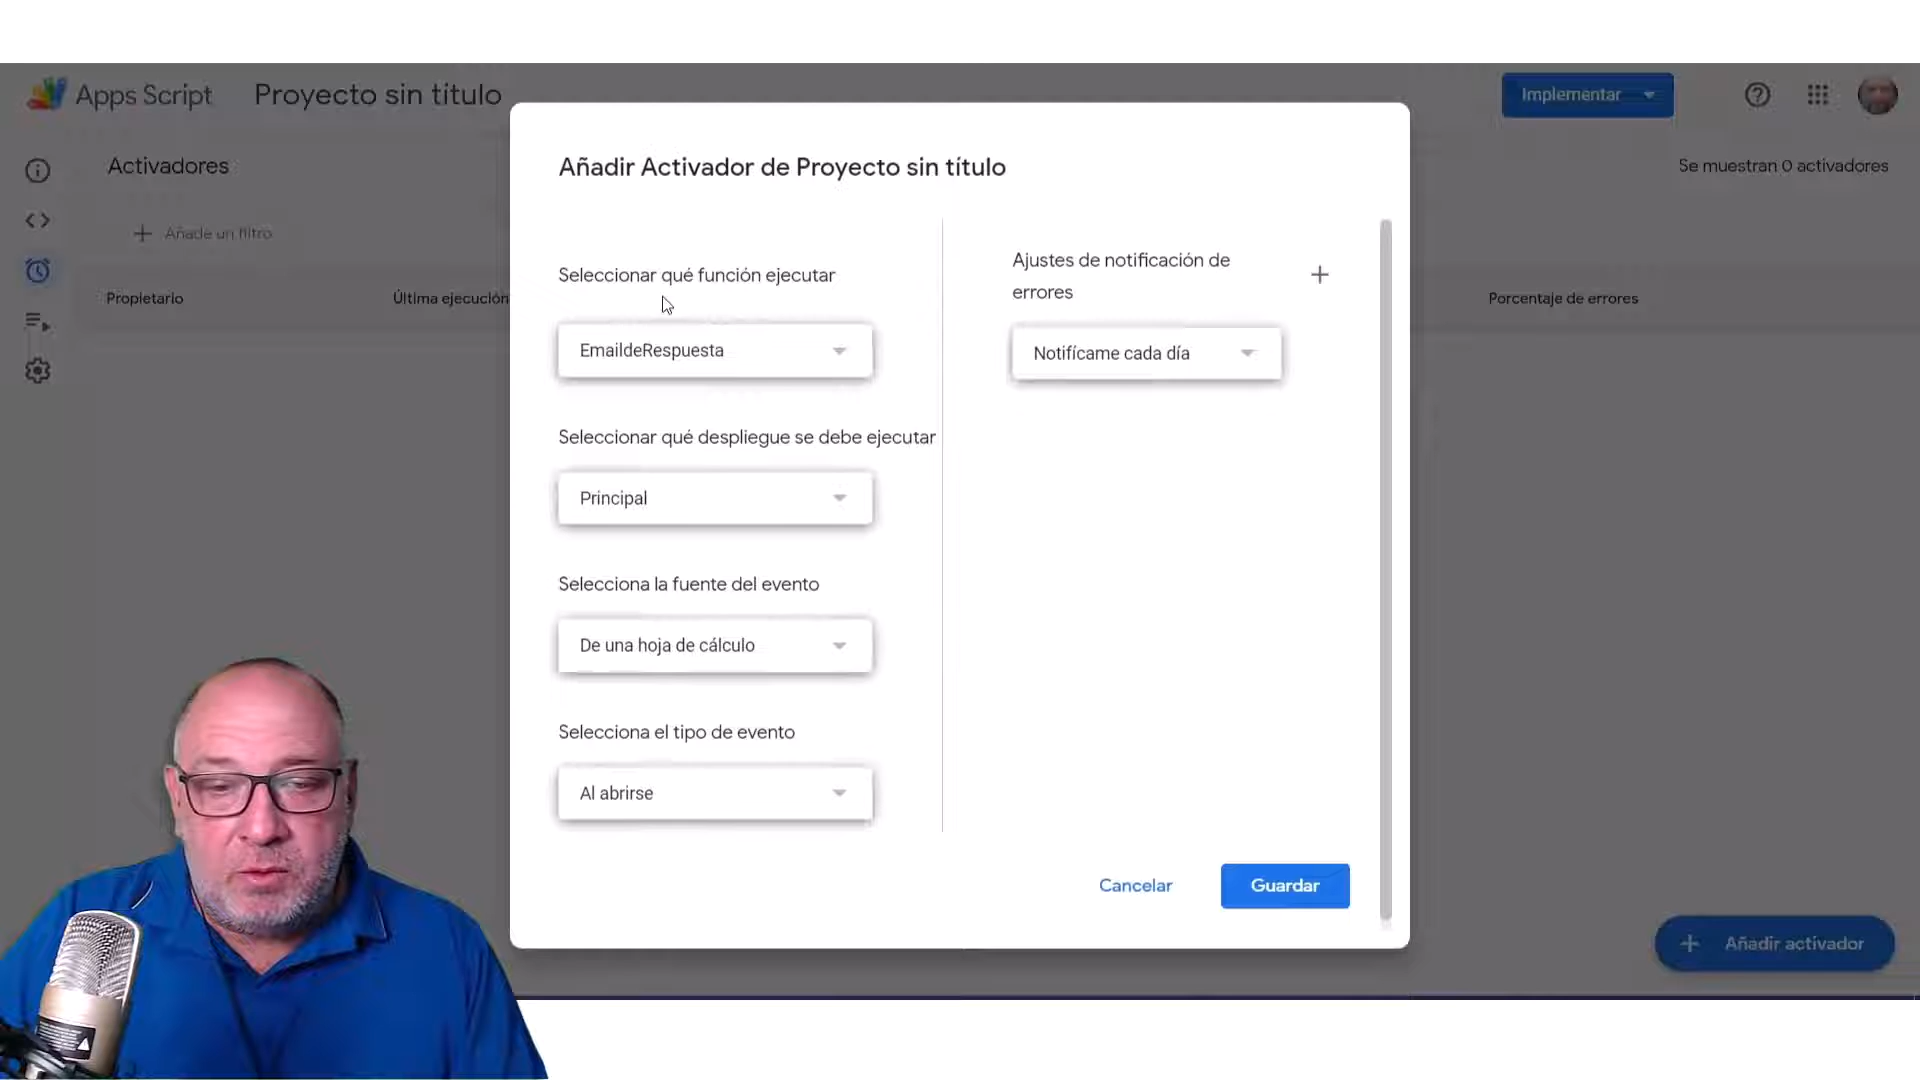 Apps Script
Proyecto sin título
Implementar
Activadores
Se muestran 0 activadores
Añade un filtro
Propietario
Última ejecución
Porcentaje de errores
Añadir Activador de Proyecto sin título
Seleccionar qué función ejecutar
EmaildeRespuesta
Seleccionar qué despliegue se debe ejecutar
Principal
Selecciona la fuente del evento
De una hoja de cálculo
Selecciona el tipo de evento
Al abrirse
Ajustes de notificación de
errores
Notifícame cada día
Cancelar
Guardar
Añadir activador